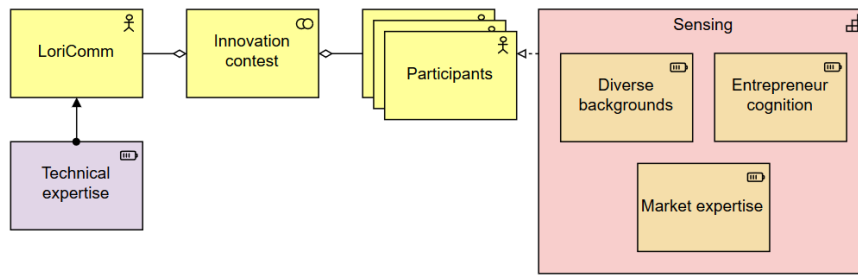 LoriComm
Innovation
contest
Participants
Sensing
Diverse
backgrounds
Entrepreneur
cognition
Technical
expertise
Market expertise